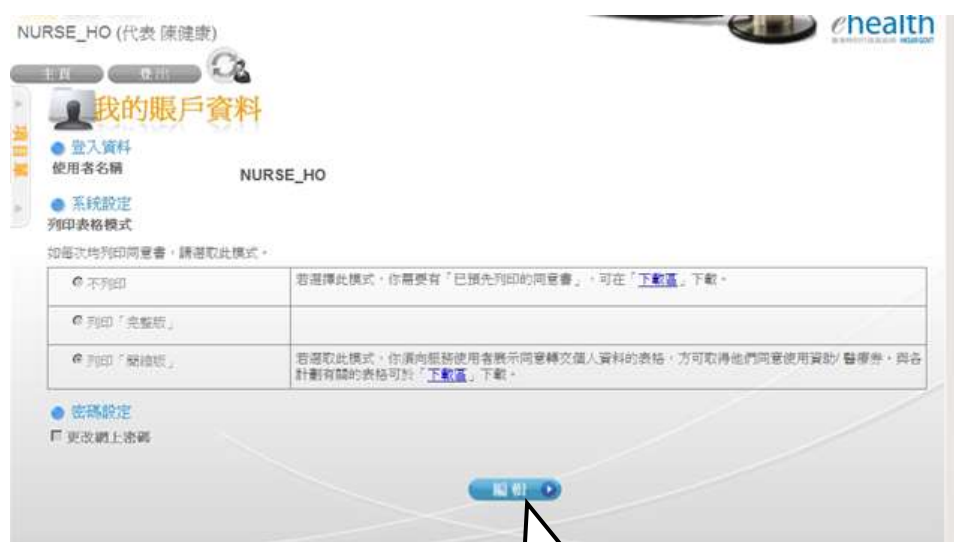 NURSE_HO (代表 陳健康)
ehealth
主頁 登出
我的賬戶資料
項目單
登入資料
使用者名稱 NURSE_HO
系統設定
列印表格模式
如每次均列印同意書，請選取此模式。
不列印 若選擇此模式，你需要有「已預先列印的同意書」，可在「下載區」下載。
列印「完整版」
列印「簡縮版」 若選取此模式，你須向服務使用者展示同意轉交個人資料的表格，方可取得他們同意使用資助/醫療券，與各
計劃有關的表格可於「下載區」下載。
密碼設定
更改網上密碼
編輯